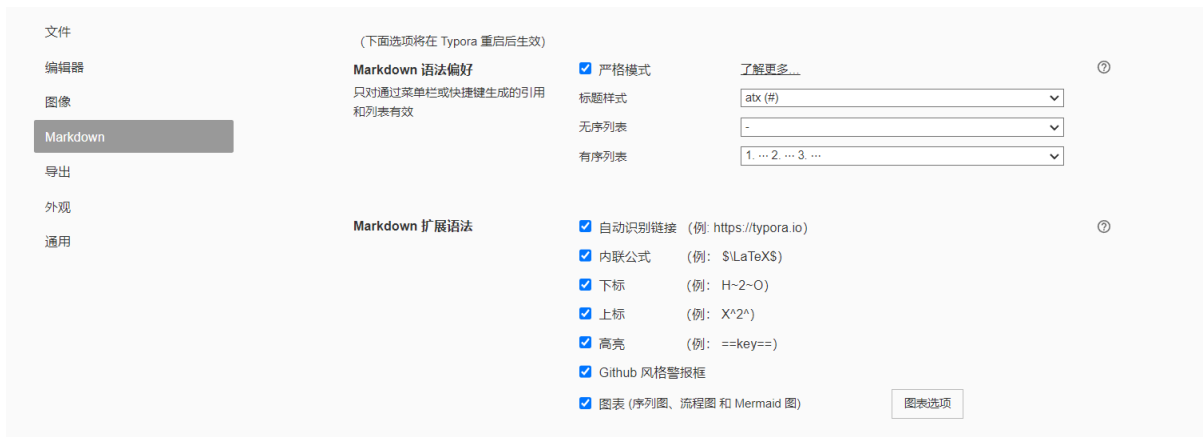 文件
编辑器
图像
Markdown
导出
外观
通用
(下面选项将在 Typora 重启后生效)
Markdown 语法偏好
只对通过菜单栏或快捷键生成的引用
和列表有效
严格模式 了解更多...
标题样式 atx (#)
无序列表 -
有序列表 1. ··· 2. ··· 3. ···
Markdown 扩展语法
自动识别链接 (例: https://typora.io)
内联公式 (例： $\LaTeX$)
下标 (例： H~2~O)
上标 (例： X^2^)
高亮 (例： ==key==)
Github 风格警报框
图表 (序列图、流程图 和 Mermaid 图) 图表选项